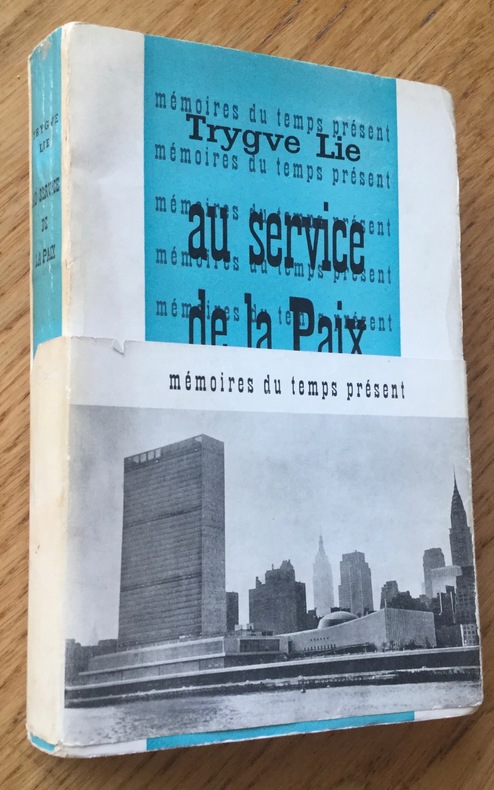 mémoires du temps présent
Trygve Lie
mémoires du temps présent
mémoires du temps présent
au service
mémoires du temps présent
mémoires du temps présent
de la Paix
mémoires du temps présent
TRYGVE
LIE
AU SERVICE
DE
LA PAIX